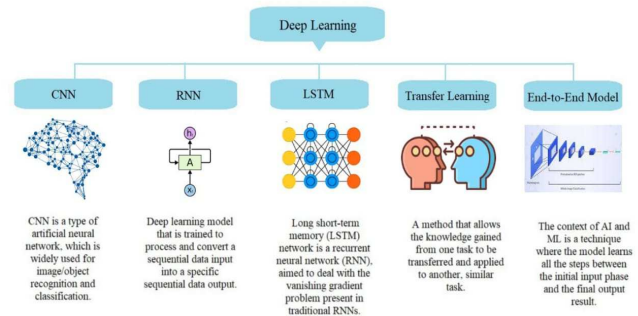 Deep Learning
CNN
RNN
LSTM
Transfer Learning
End-to-End Model
h
A
x
CNN is a type of
artificial neural
network, which is
widely used for
image/object
recognition and
classification.
Deep learning model
that is trained to
process and convert a
sequential data input
into a specific
sequential data output.
Long short-term
memory (LSTM)
network is a recurrent
neural network (RNN),
aimed to deal with the
vanishing gradient
problem present in
traditional RNNs.
A method that allows
the knowledge gained
from one task to be
transferred and applied
to another, similar
task.
The context of AI and
ML is a technique
where the model learns
all the steps between
the initial input phase
and the final output
result.